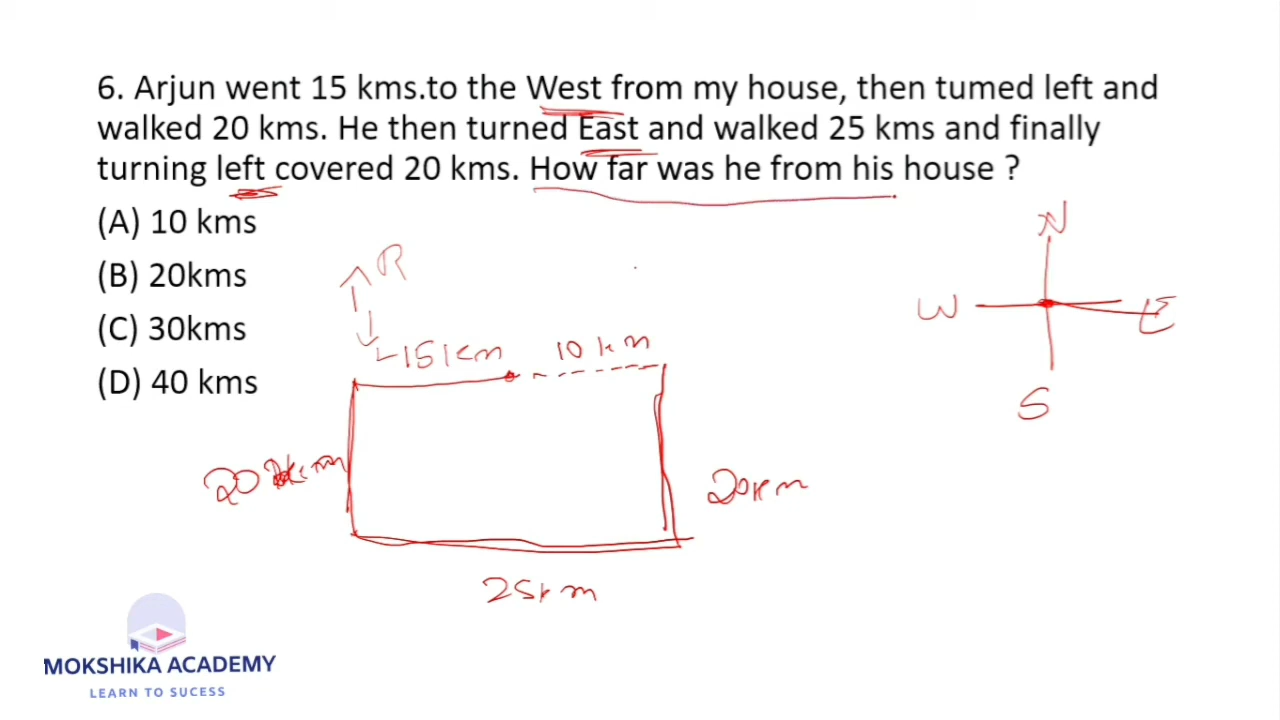 6. Arjun went 15 kms.to the West from my house, then tumed left and
walked 20 kms. He then turned East and walked 25 kms and finally
turning left covered 20 kms. How far was he from his house ?
(A) 10 kms
(B) 20kms
(C) 30kms
(D) 40 kms
N
W
E
S
R
L 15km
10 km
20 km
20km
25km
MOKSHIKA ACADEMY
LEARN TO SUCESS